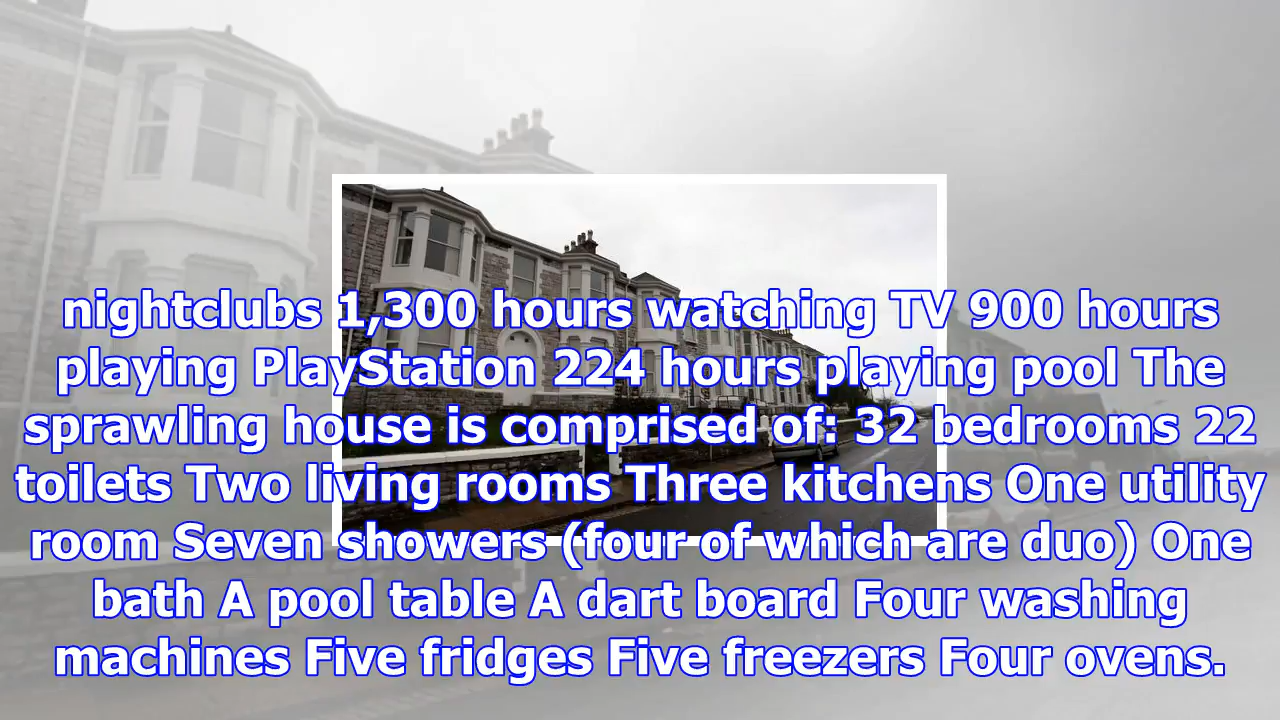 nightclubs 1,300 hours watching TV 900 hours
playing PlayStation 224 hours playing pool The
sprawling house is comprised of: 32 bedrooms 22
toilets Two living rooms Three kitchens One utility
room Seven showers (four of which are duo) One
bath A pool table A dart board Four washing
machines Five fridges Five freezers Four ovens.